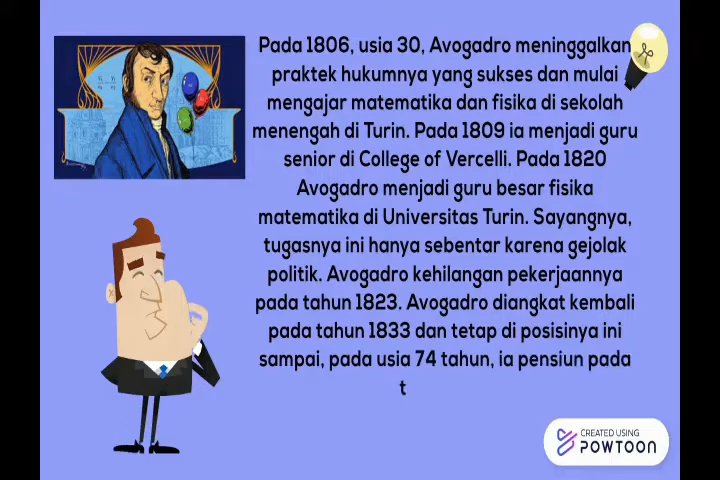 Pada 1806, usia 30, Avogadro meninggalkan
praktek hukumnya yang sukses dan mulai
mengajar matematika dan fisika di sekolah
menengah di Turin. Pada 1809 ia menjadi guru
senior di College of Vercelli. Pada 1820
Avogadro menjadi guru besar fisika
matematika di Universitas Turin. Sayangnya,
tugasnya ini hanya sebentar karena gejolak
politik. Avogadro kehilangan pekerjaannya
pada tahun 1823. Avogadro diangkat kembali
pada tahun 1833 dan tetap di posisinya ini
sampai, pada usia 74 tahun, ia pensiun pada
t
CREATED USING
POWTOON